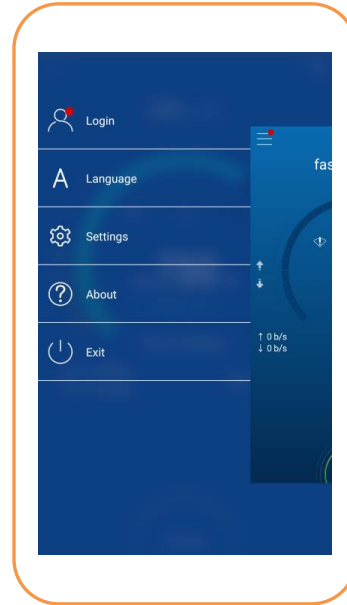 Login
Language
Settings
About
Exit
fas
↑ 0 b/s
↓ 0 b/s